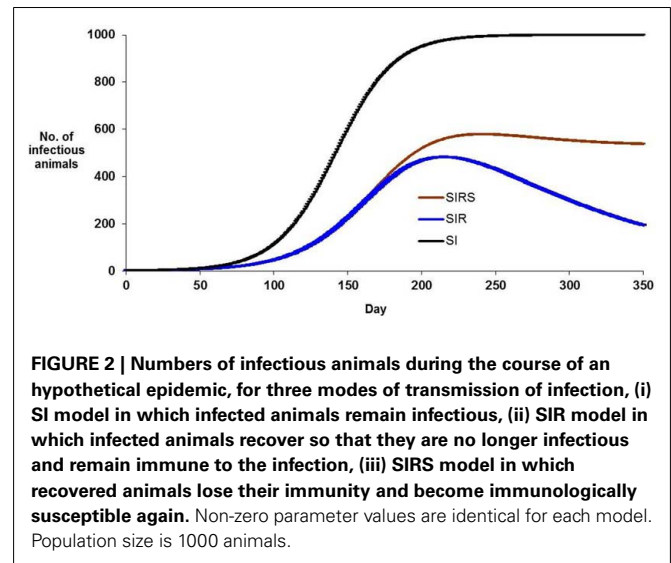 1000
800
No. of
infectious
animals
600
400
200
0
SIRS
SIR
SI
0 50 100 150 200 250 300 350
Day
FIGURE 2 | Numbers of infectious animals during the course of an
hypothetical epidemic, for three modes of transmission of infection, (i)
SI model in which infected animals remain infectious, (ii) SIR model in
which infected animals recover so that they are no longer infectious
and remain immune to the infection, (iii) SIRS model in which
recovered animals lose their immunity and become immunologically
susceptible again. Non-zero parameter values are identical for each model.
Population size is 1000 animals.